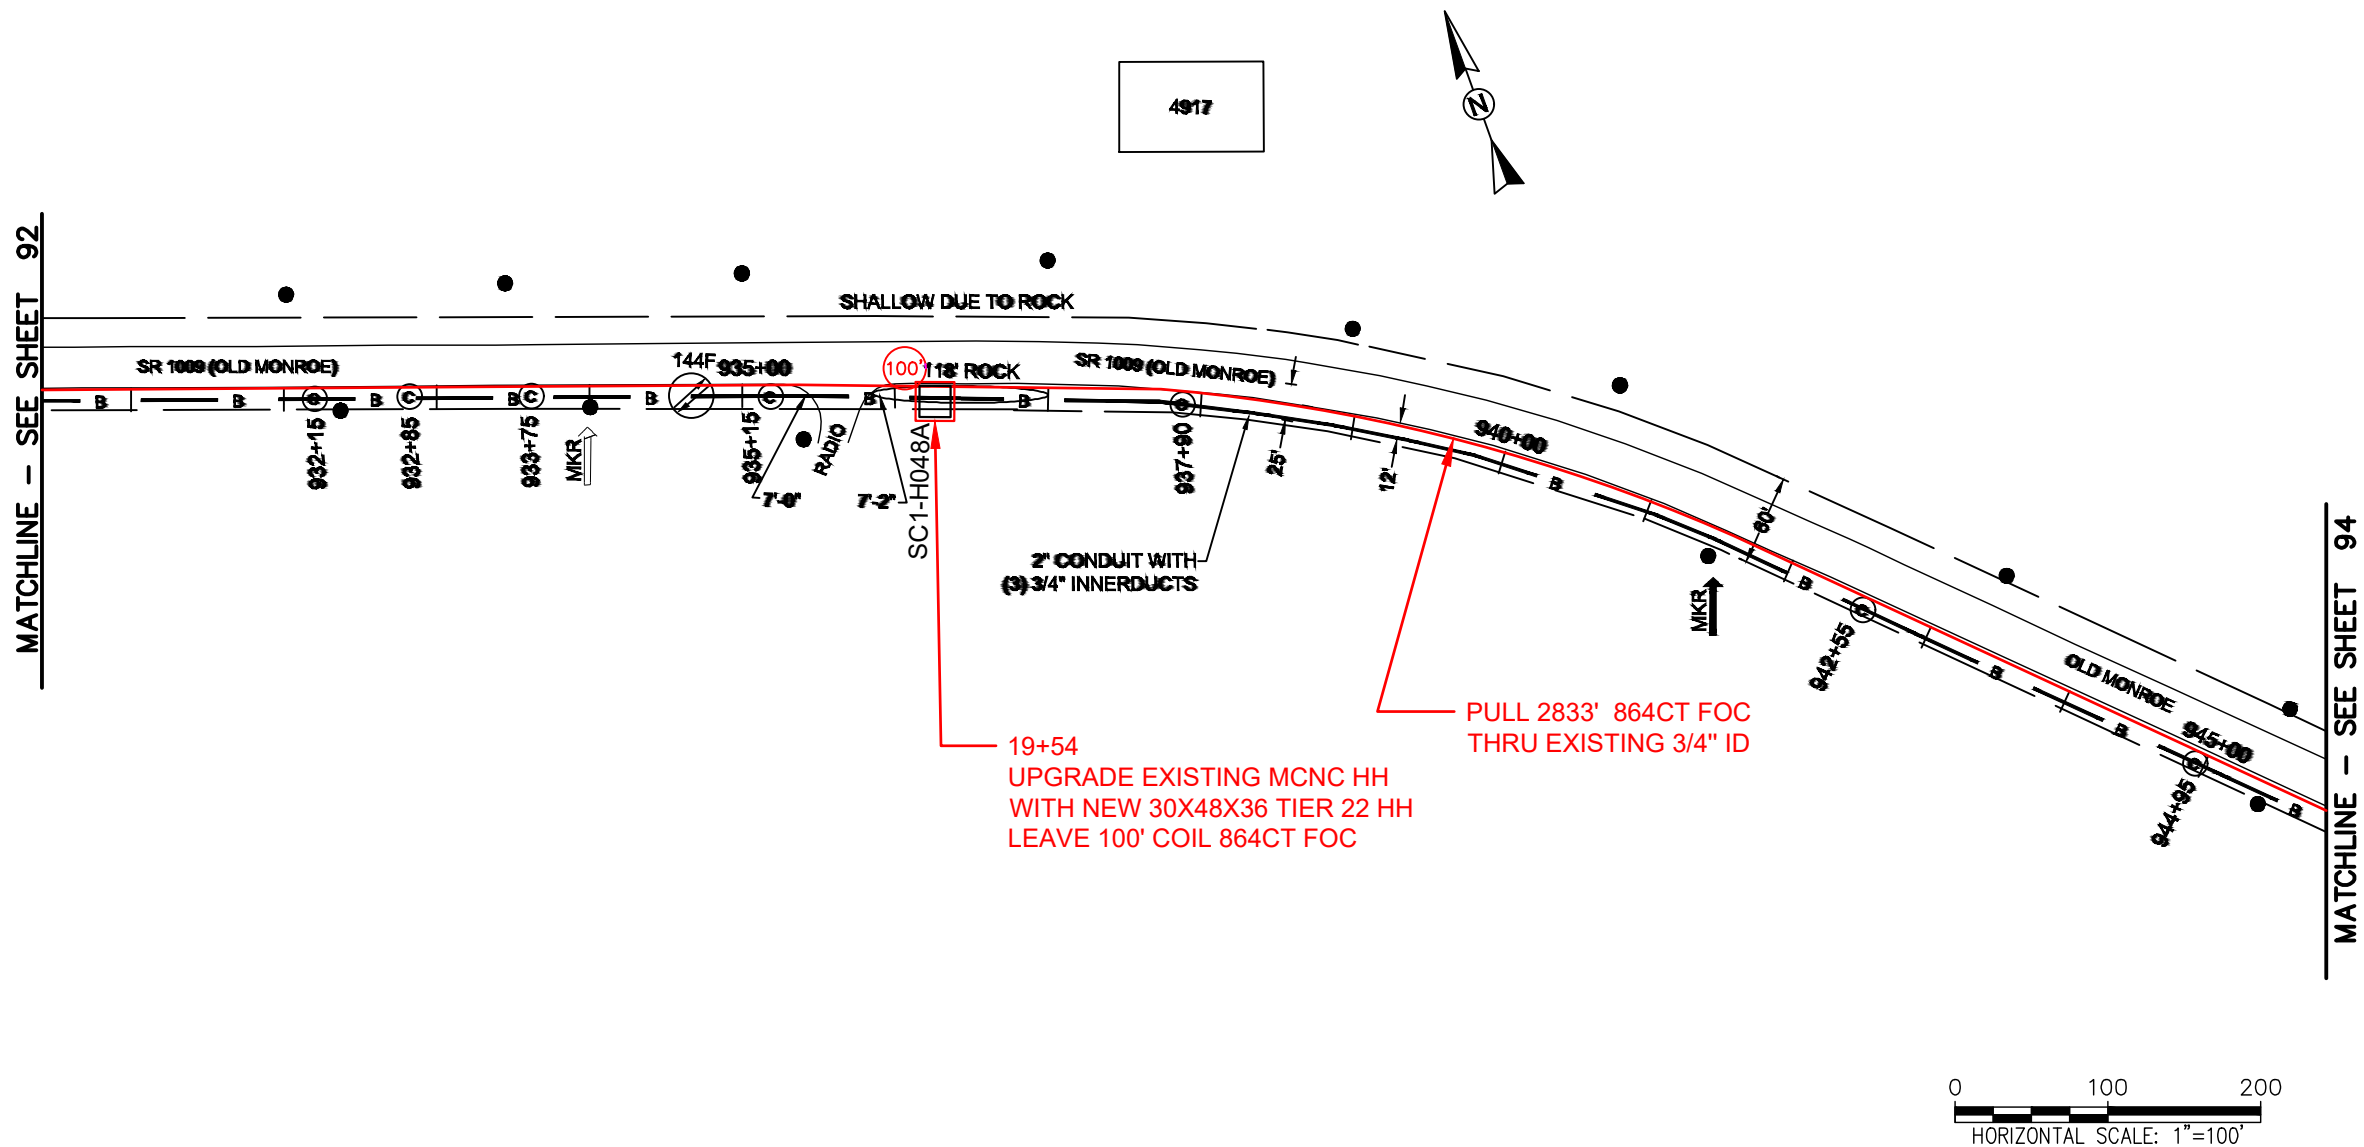 4917
N
MATCHLINE – SEE SHEET 92
SHALLOW DUE TO ROCK
SR 1009 (OLD MONROE)
144F
935+00
100'
118' ROCK
SR 1009 (OLD MONROE)
B
B
C
B
C
B
C
B
C
B
B
C
932+15
932+85
933+75
MKR
935+15
RADIO
7'-0"
7'-2"
SC1-H048A
937+90
25'
12'
940+00
B
60'
2" CONDUIT WITH
(3) 3/4" INNERDUCTS
MKR
B
C
942+55
B
OLD MONROE
B
945+00
C
944+95
B
MATCHLINE – SEE SHEET 94
PULL 2833' 864CT FOC
THRU EXISTING 3/4" ID
19+54
UPGRADE EXISTING MCNC HH
WITH NEW 30X48X36 TIER 22 HH
LEAVE 100' COIL 864CT FOC
0 100 200
HORIZONTAL SCALE: 1"=100'